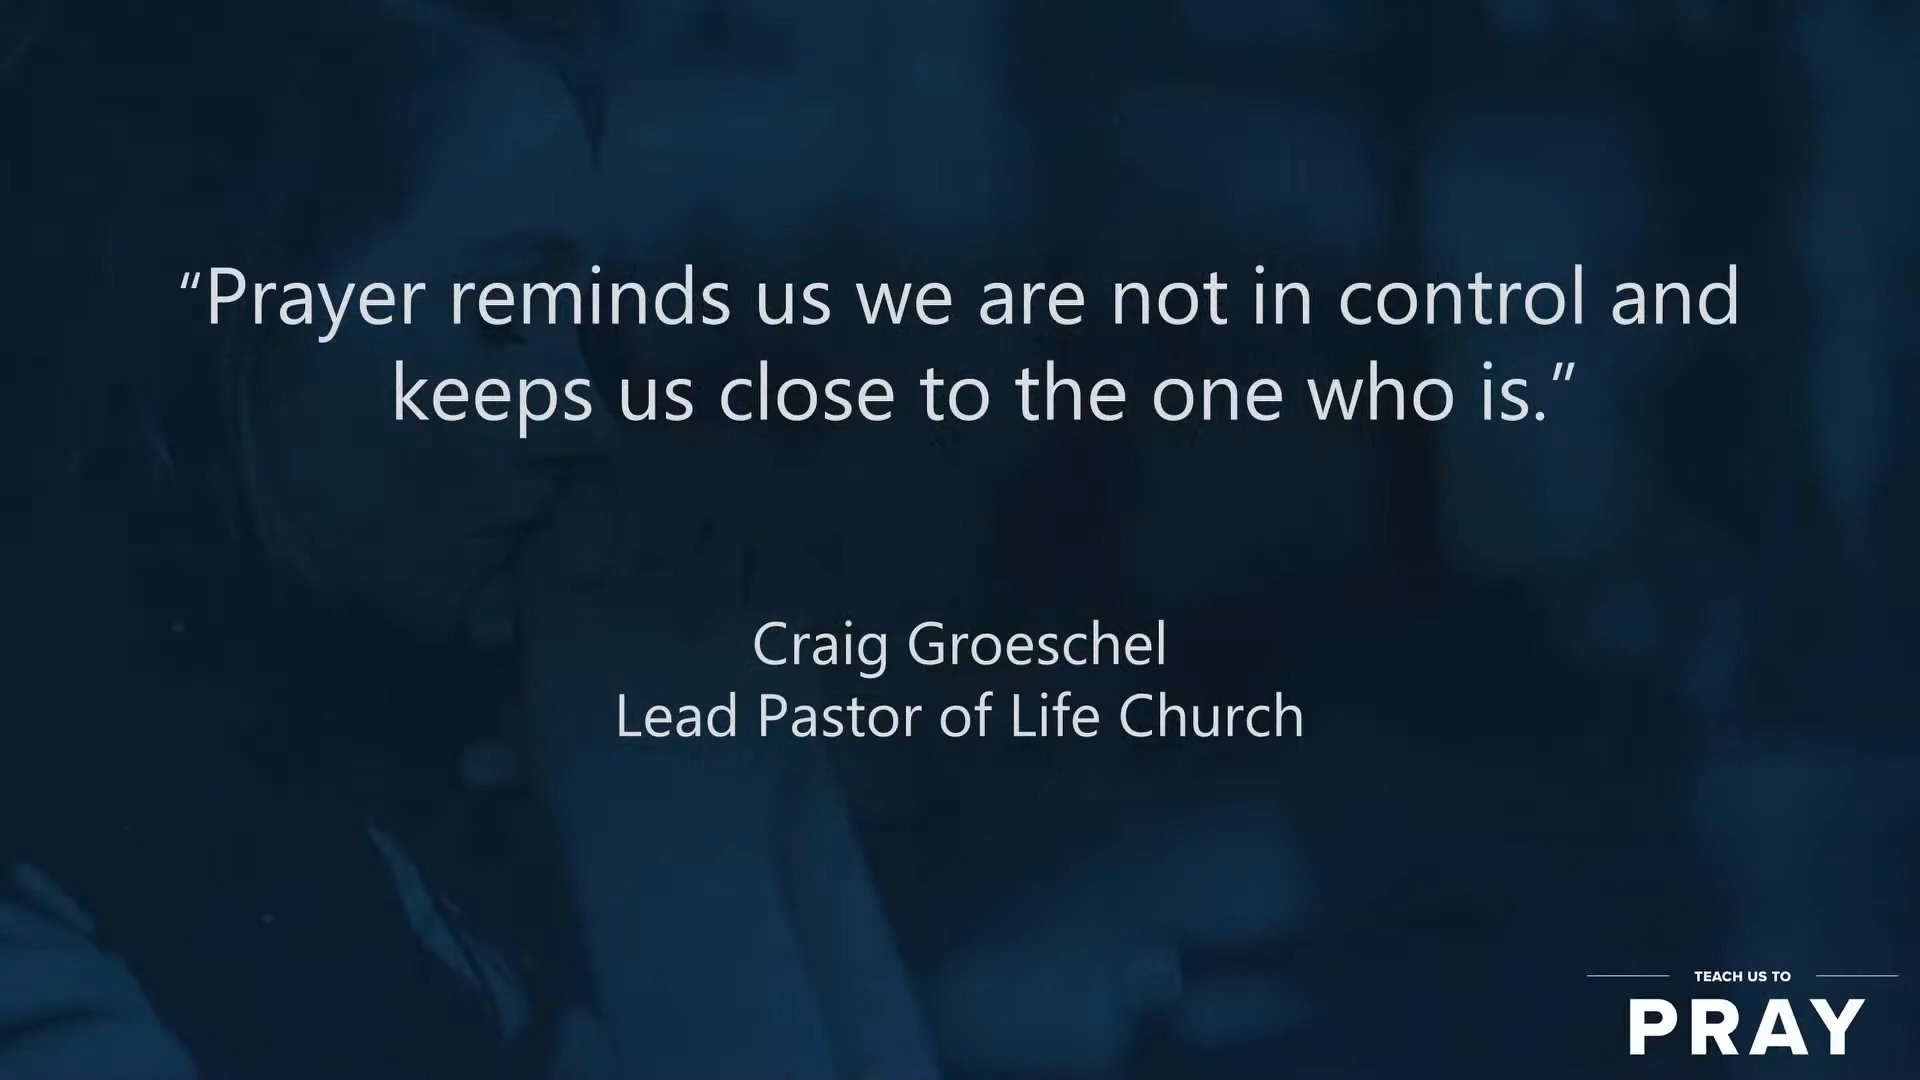 “Prayer reminds us we are not in control and
keeps us close to the one who is.”
Craig Groeschel
Lead Pastor of Life Church
TEACH US TO
PRAY